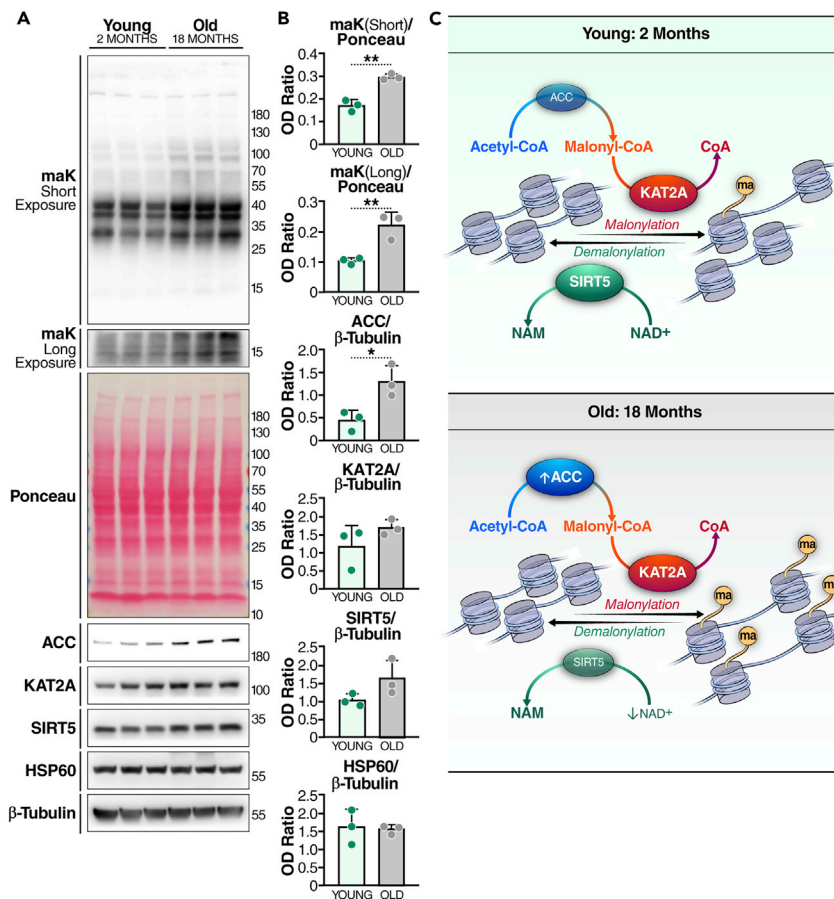 A
Young
2 MONTHS
Old
18 MONTHS
maK
Short
Exposure
180
130
100
70
55
40
35
25
15
maK
Long
Exposure
15
Ponceau
180
130
100
70
55
40
35
25
15
10
ACC
180
KAT2A
100
SIRT5
35
HSP60
55
β-Tubulin
55
B
maK(Short)/
Ponceau
**
OD Ratio
0.4
0.3
0.2
0.1
0
YOUNG OLD
maK(Long)/
Ponceau
**
OD Ratio
0.3
0.2
0.1
0
YOUNG OLD
ACC/
β-Tubulin
*
OD Ratio
2.0
1.5
1.0
0.5
0
YOUNG OLD
KAT2A/
β-Tubulin
OD Ratio
2.5
2.0
1.5
1.0
0.5
0
YOUNG OLD
SIRT5/
β-Tubulin
OD Ratio
2.5
2.0
1.5
1.0
0.5
0
YOUNG OLD
HSP60/
β-Tubulin
OD Ratio
2.5
2.0
1.5
1.0
0.5
0
YOUNG OLD
C
Young: 2 Months
ACC
Acetyl-CoA
Malonyl-CoA
CoA
KAT2A
ma
Malonylation
Demalonylation
SIRT5
NAM
NAD+
Old: 18 Months
↑ACC
Acetyl-CoA
Malonyl-CoA
CoA
KAT2A
ma
ma
ma
ma
Malonylation
Demalonylation
SIRT5
NAM
↓NAD+